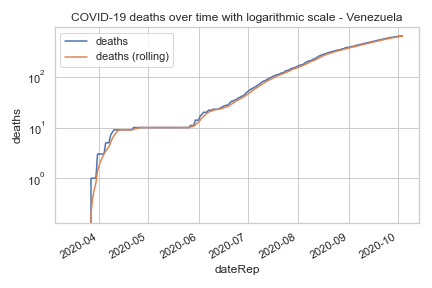 COVID-19 deaths over time with logarithmic scale - Venezuela
deaths
deaths (rolling)
10²
10¹
10⁰
deaths
2020-04
2020-05
2020-06
2020-07
2020-08
2020-09
2020-10
dateRep